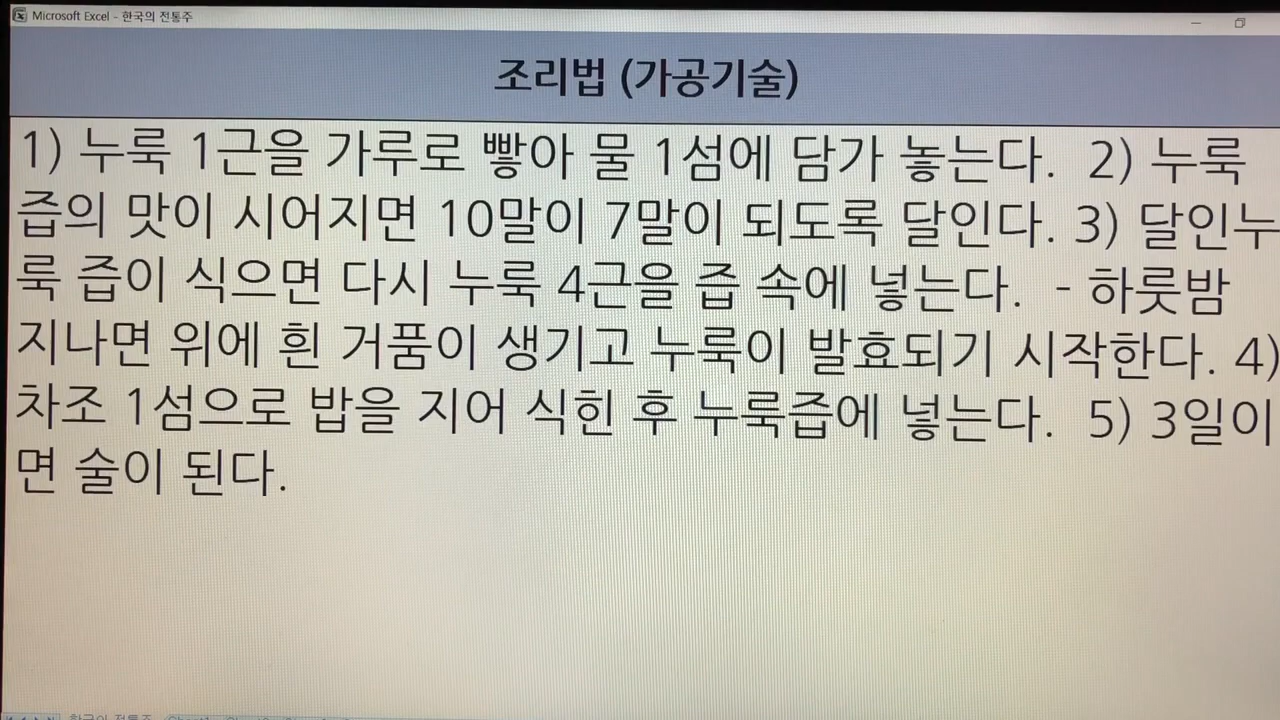 Microsoft Excel - 한국의 전통주
조리법 (가공기술)
1) 누룩 1근을 가루로 빻아 물 1섬에 담가 놓는다. 2) 누룩
즙의 맛이 시어지면 10말이 7말이 되도록 달인다. 3) 달인누
룩 즙이 식으면 다시 누룩 4근을 즙 속에 넣는다. - 하룻밤
지나면 위에 흰 거품이 생기고 누룩이 발효되기 시작한다. 4)
차조 1섬으로 밥을 지어 식힌 후 누룩즙에 넣는다. 5) 3일이
면 술이 된다.
한국의 전통주